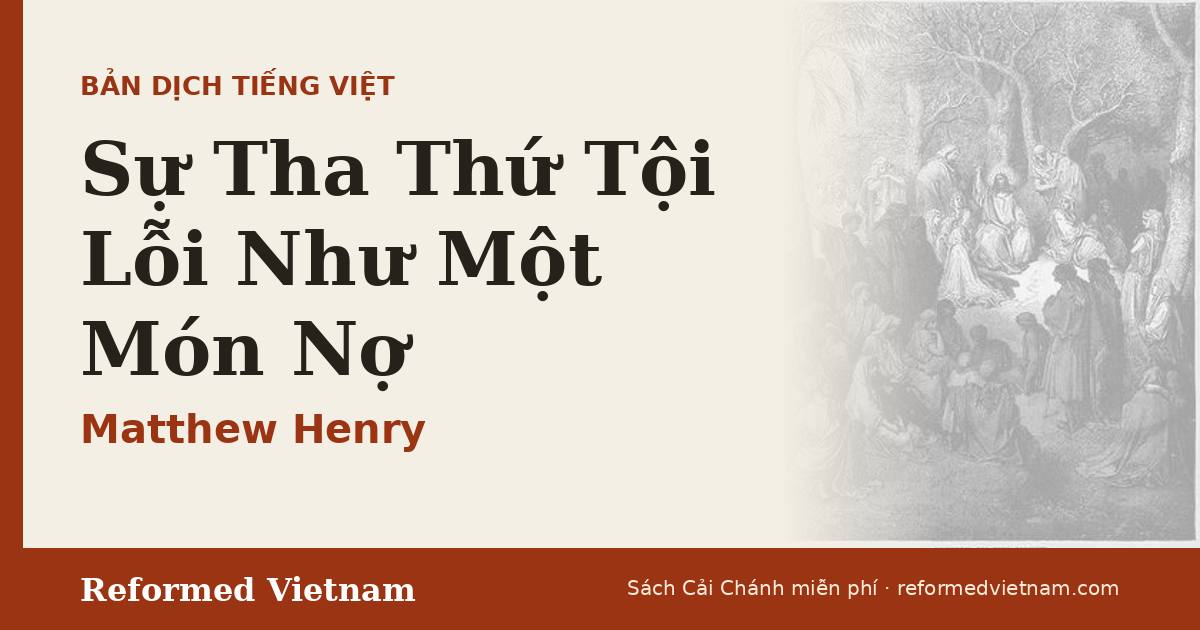 BẢN DỊCH TIẾNG VIỆT
Sự Tha Thứ Tội
Lỗi Như Một
Món Nợ
Matthew Henry
Reformed Vietnam
Sách Cải Chánh miễn phí · reformedvietnam.com